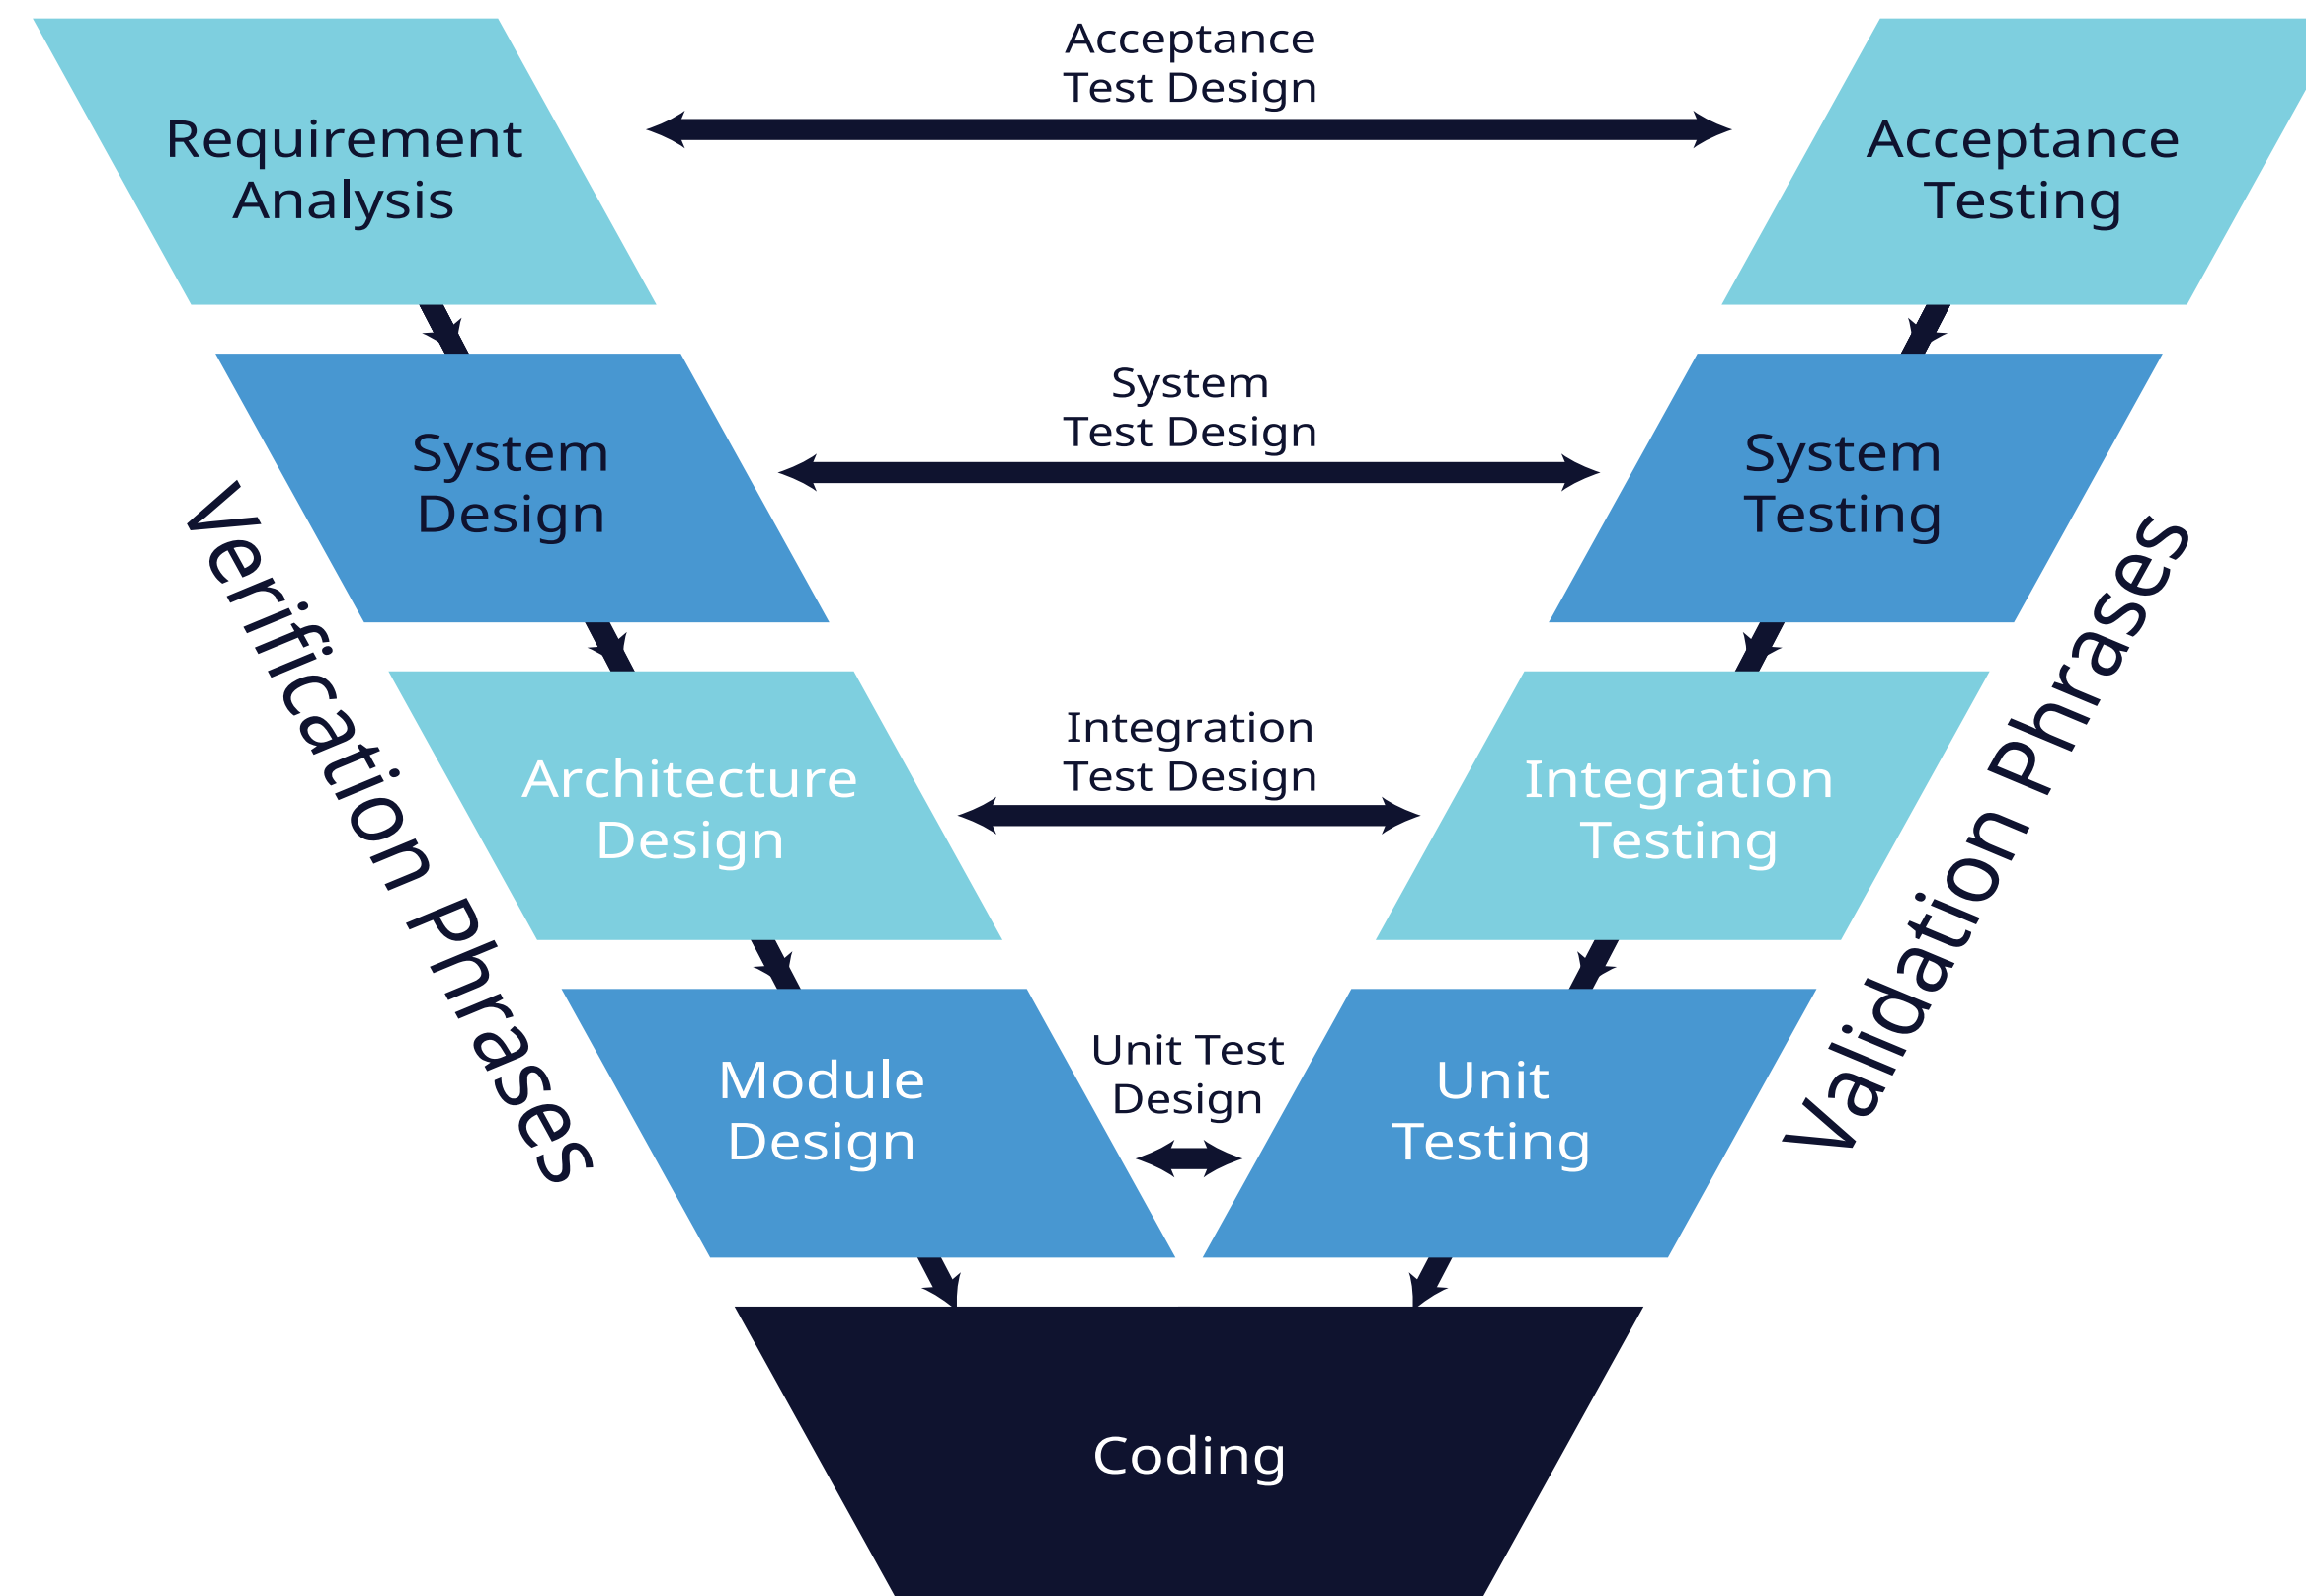 Requirement
Analysis
Acceptance
Test Design
Acceptance
Testing
System
Design
System
Test Design
System
Testing
Architecture
Design
Integration
Test Design
Integration
Testing
Module
Design
Unit Test
Design
Unit
Testing
Coding
Verification Phrases
Validation Phrases